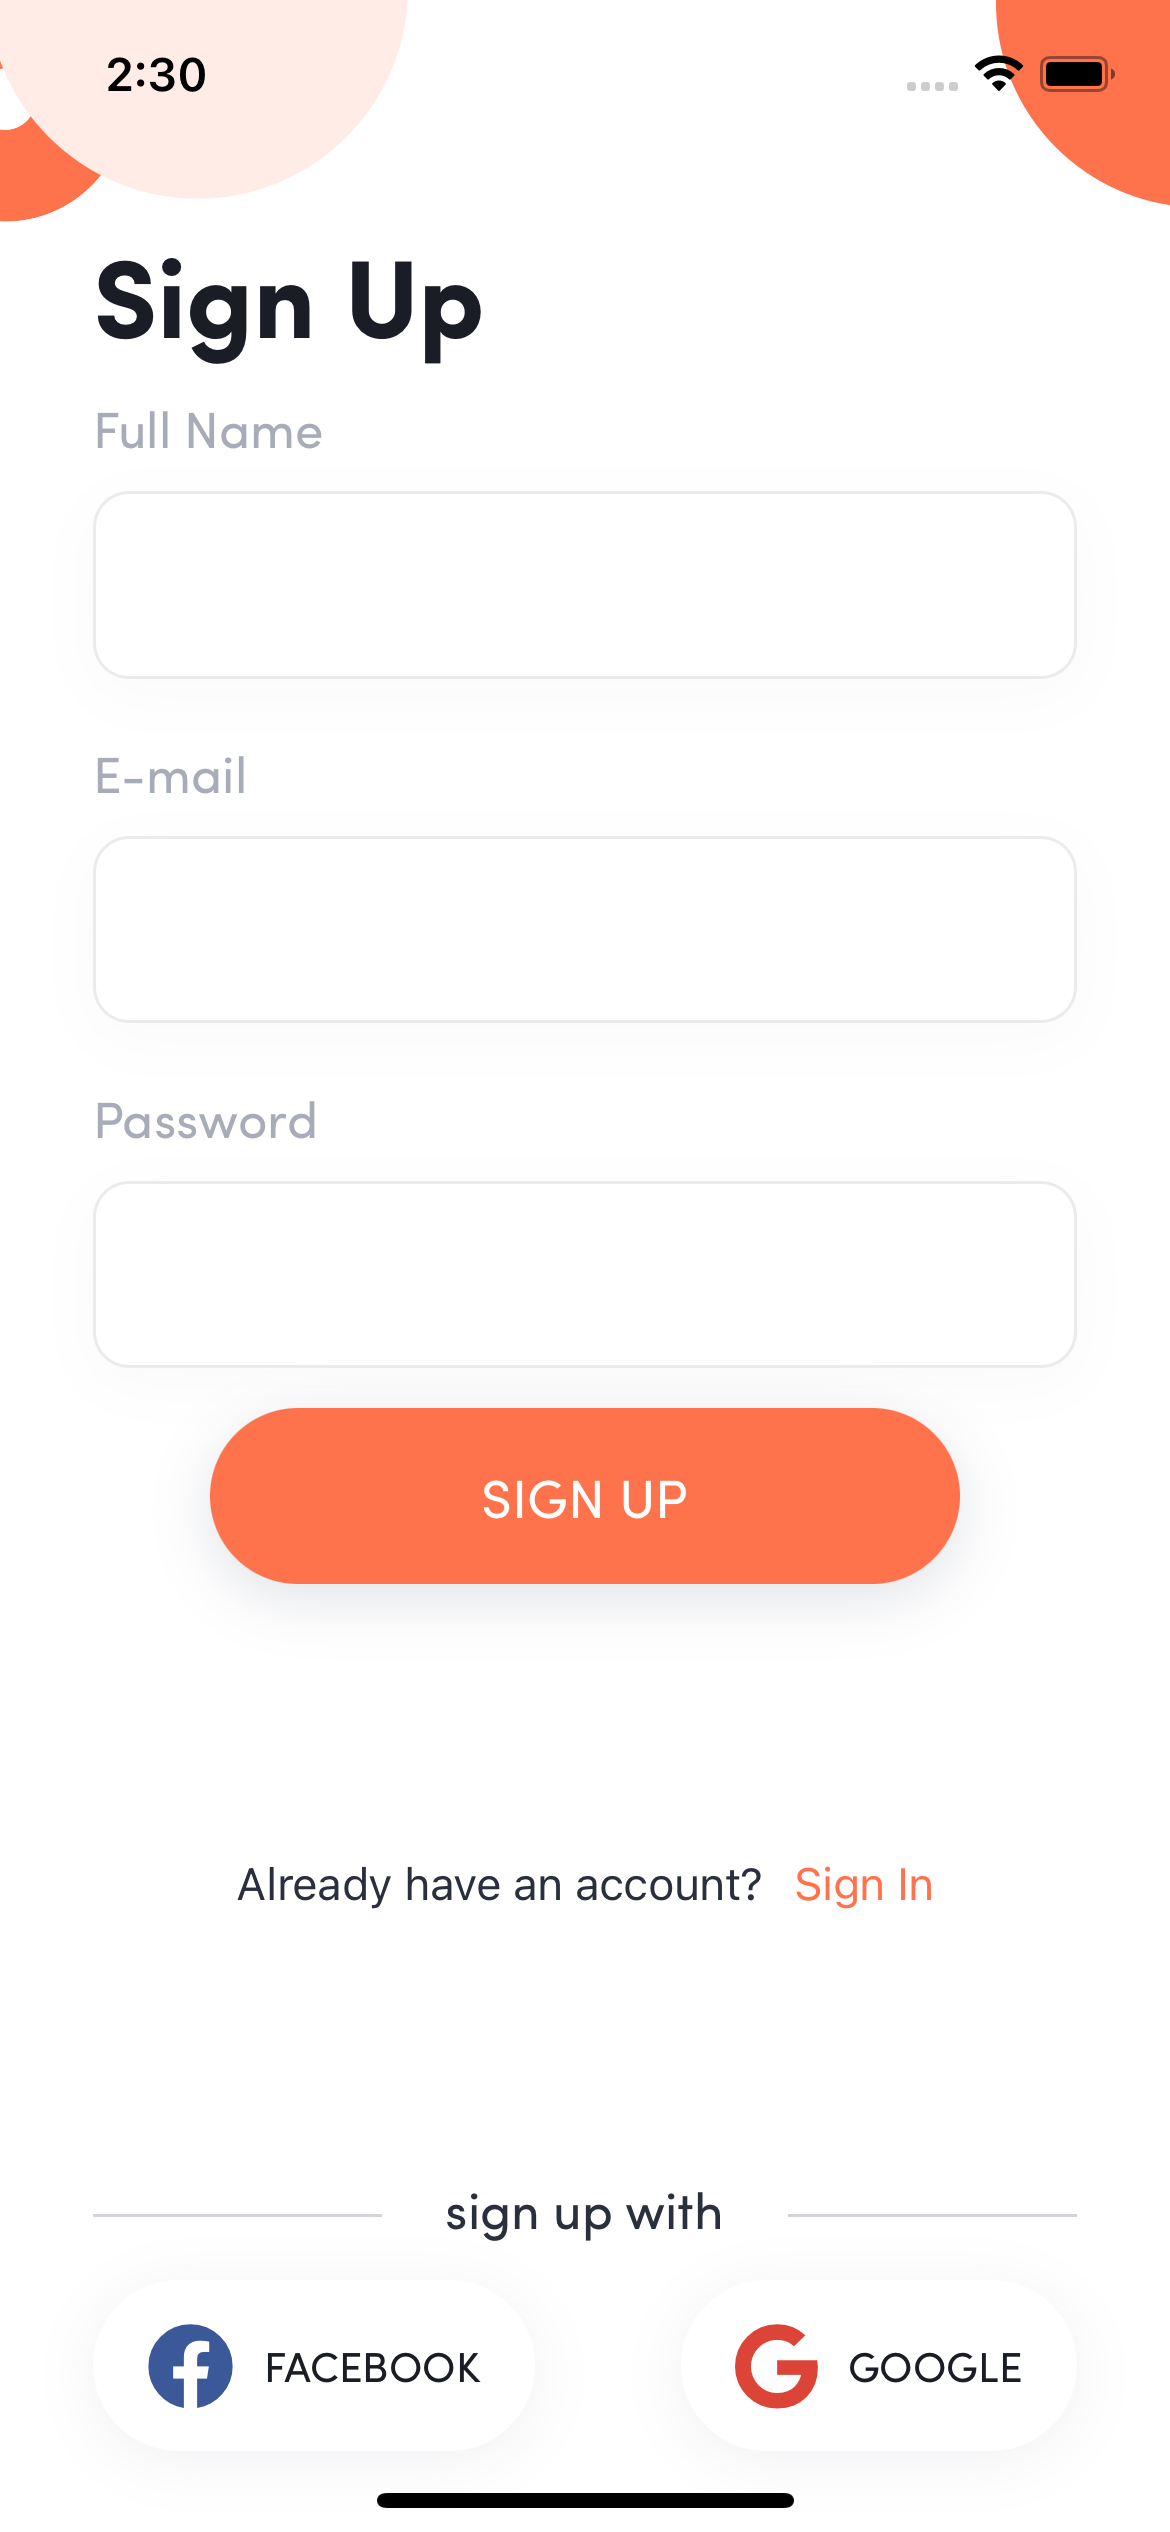 2:30
Sign Up
Full Name
E-mail
Password
SIGN UP
Already have an account? Sign In
sign up with
FACEBOOK
GOOGLE